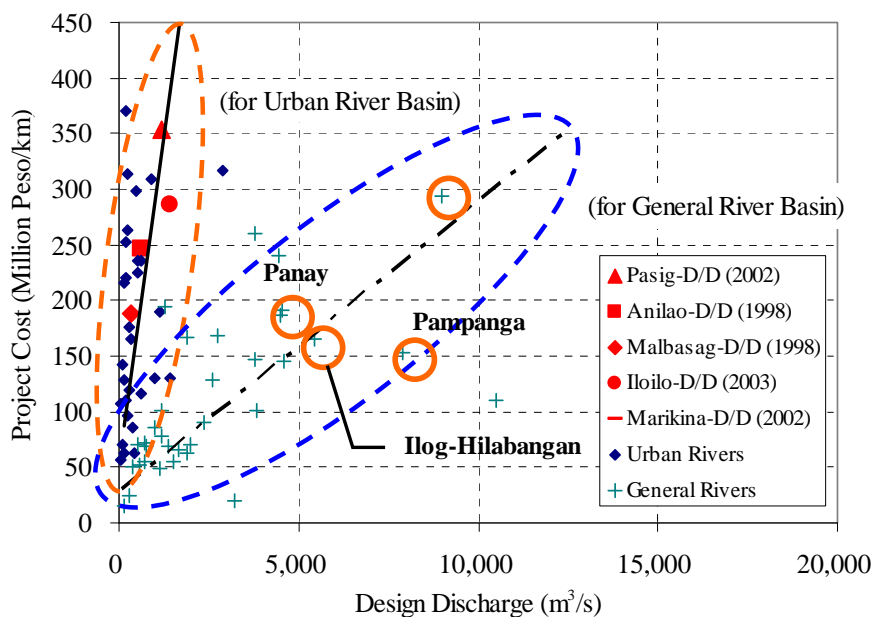 450
400
350
300
250
200
150
100
50
0
Project Cost (Million Peso/km)
(for Urban River Basin)
(for General River Basin)
Panay
Pampanga
Ilog-Hilabangan
Pasig-D/D (2002)
Anilao-D/D (1998)
Malbasag-D/D (1998)
Iloilo-D/D (2003)
Marikina-D/D (2002)
Urban Rivers
General Rivers
0 5,000 10,000 15,000 20,000
Design Discharge (m³/s)